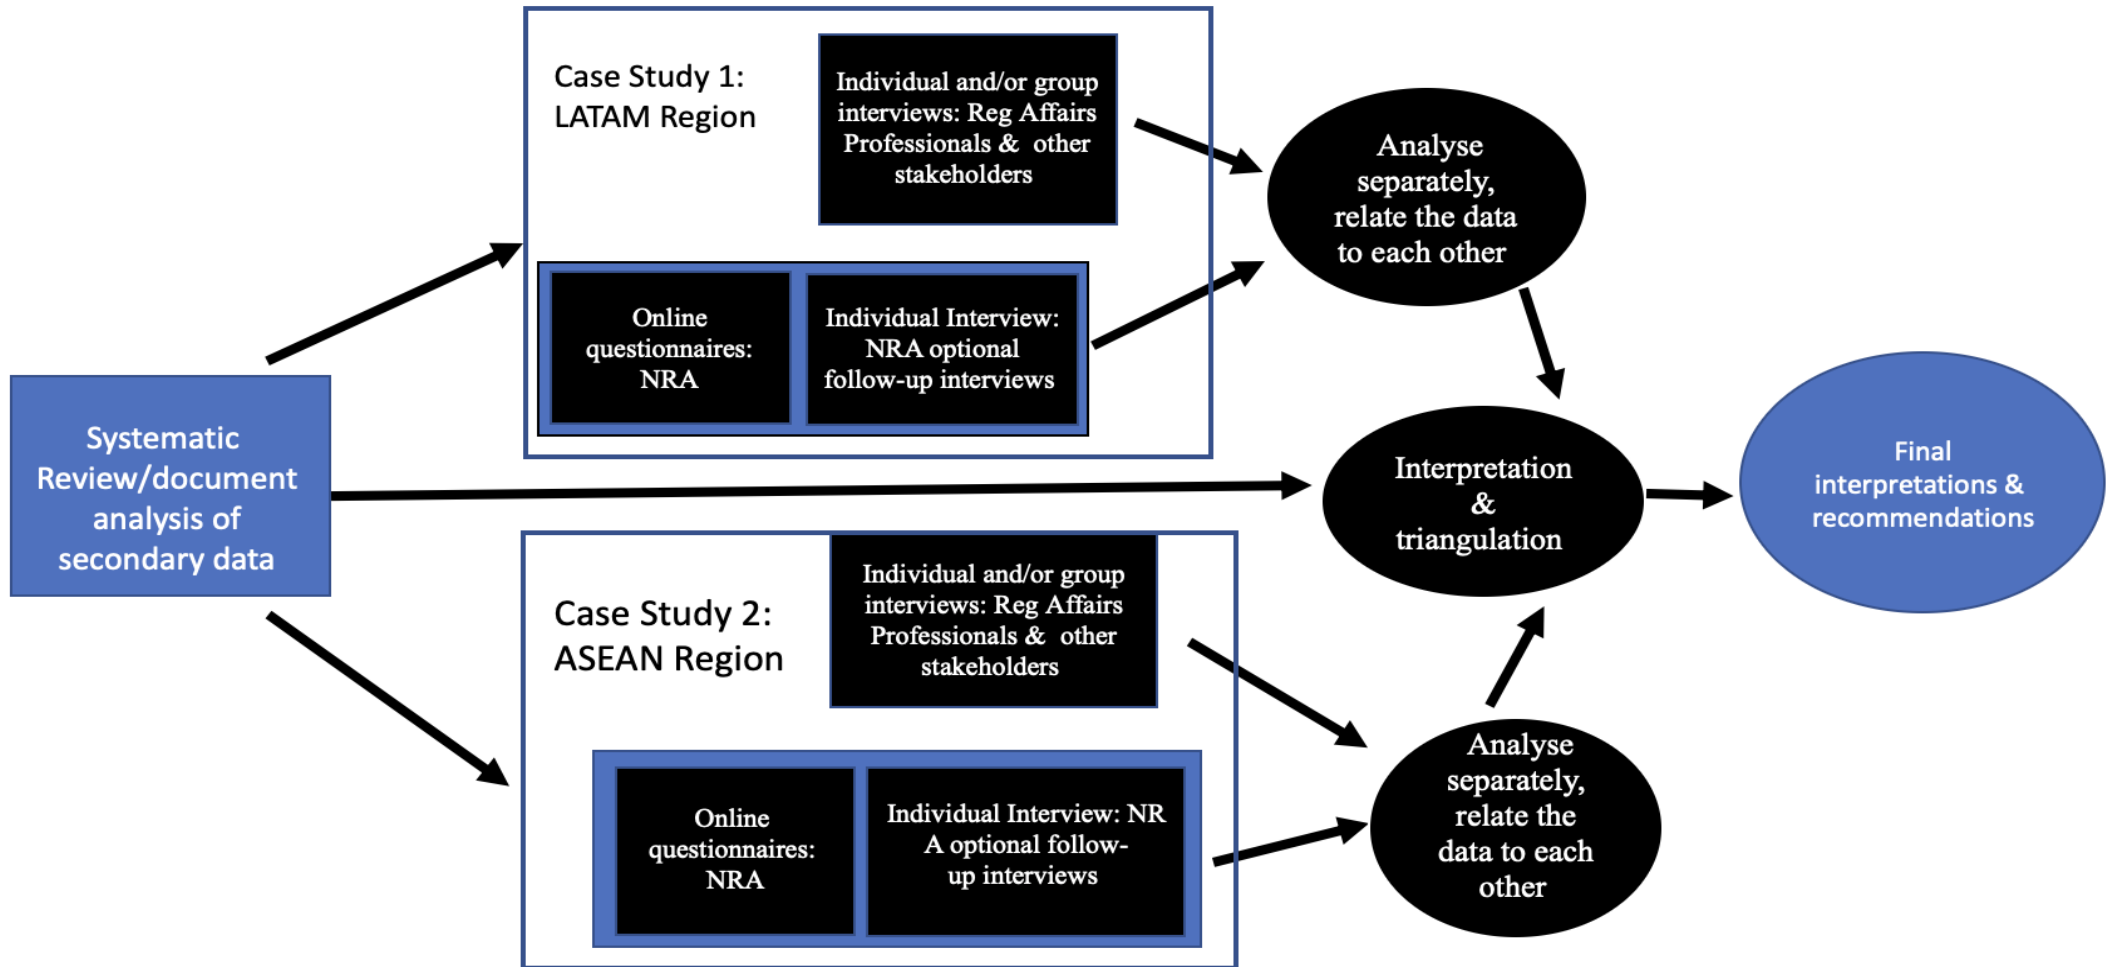 Systematic
Review/document
analysis of
secondary data
Case Study 1:
LATAM Region
Individual and/or group
interviews: Reg Affairs
Professionals & other
stakeholders
Online
questionnaires:
NRA
Individual Interview:
NRA optional
follow-up interviews
Analyse
separately,
relate the data
to each other
Case Study 2:
ASEAN Region
Individual and/or group
interviews: Reg Affairs
Professionals & other
stakeholders
Online
questionnaires:
NRA
Individual Interview: NR
A optional follow-
up interviews
Analyse
separately,
relate the
data to each
other
Interpretation
&
triangulation
Final
interpretations &
recommendations